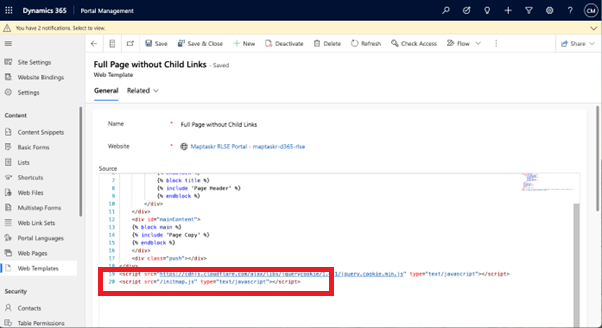 Dynamics 365
Portal Management
CM
You have 2 notifications. Select to view.
Save
Save & Close
New
Deactivate
Delete
Refresh
Check Access
Flow
Share
Site Settings
Website Bindings
Settings
Content
Content Snippets
Basic Forms
Lists
Shortcuts
Web Files
Multistep Forms
Web Link Sets
Portal Languages
Web Pages
Web Templates
Security
Contacts
Table Permissions
Full Page without Child Links - Saved
Web Template
General
Related
Name
*
Full Page without Child Links
Website
*
Maptaskr RLSE Portal - maptaskr-d365-rlse
Source
7 {% block title %}
8 {% include 'Page Header' %}
9 {% endblock %}
10 </div>
11 </div>
12 <div id="mainContent">
13 {% block main %}
14 {% include 'Page Copy' %}
15 {% endblock %}
16 </div>
17 <div class="push"></div>
</div>
19 <script src="https://cdnjs.cloudflare.com/ajax/libs/jquery /jquery.cookie.min.js" type="text/javascript"></script>
20 <script src="/initmap.js" type="text/javascript"></script>